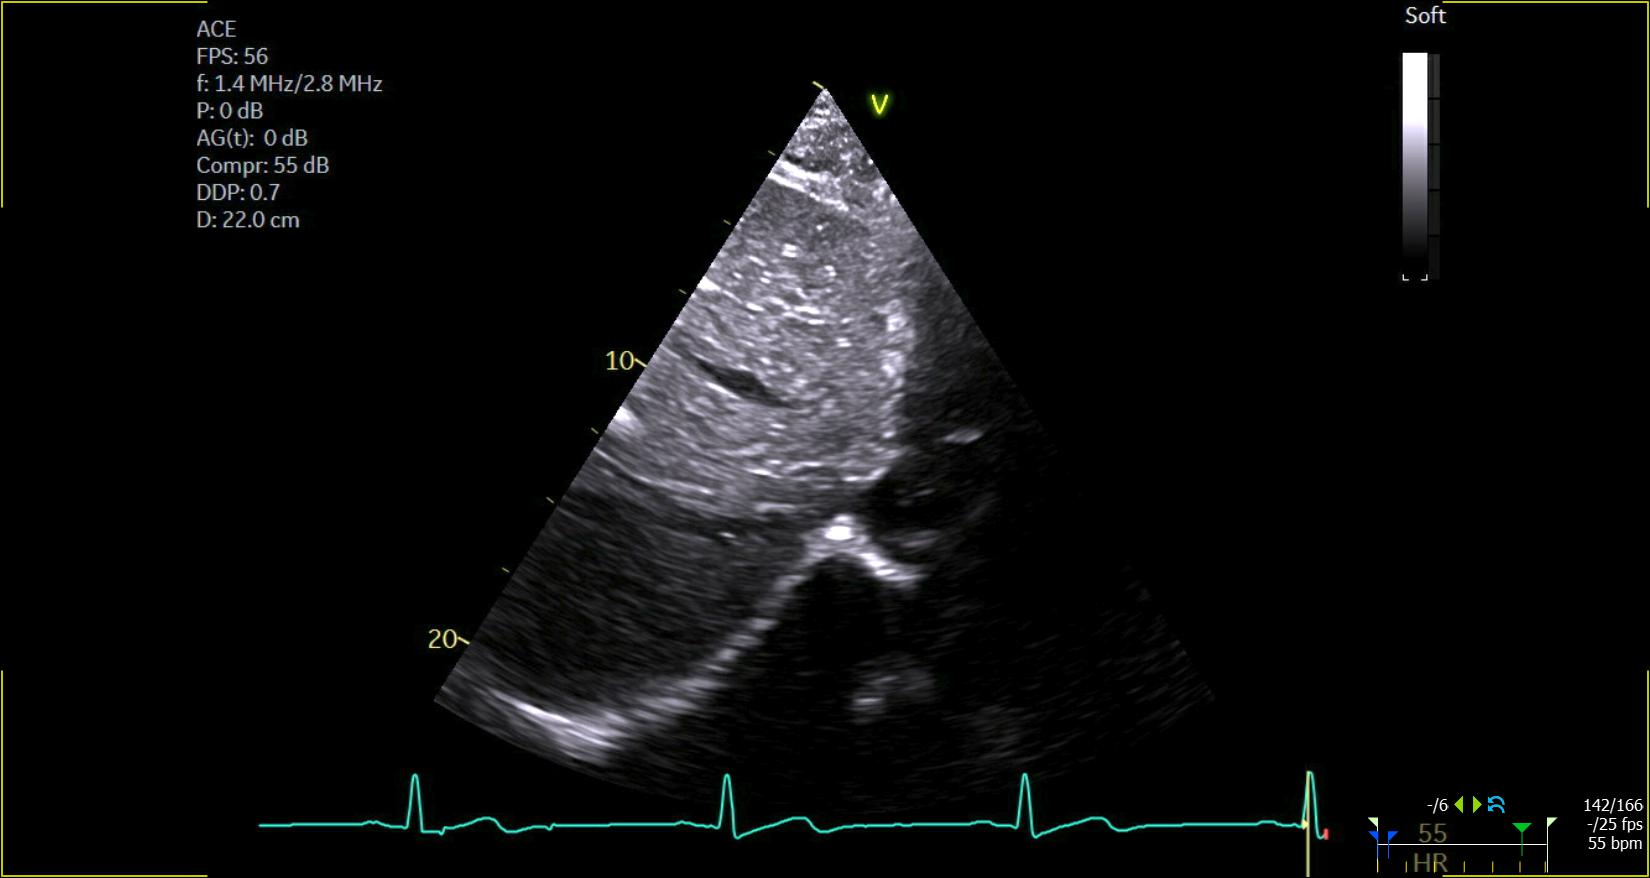 ACE
FPS: 56
f: 1.4 MHz/2.8 MHz
P: 0 dB
AG(t): 0 dB
Compr: 55 dB
DDP: 0.7
D: 22.0 cm
Soft
V
10
20
-/6
142/166
-/25 fps
55
55 bpm
HR